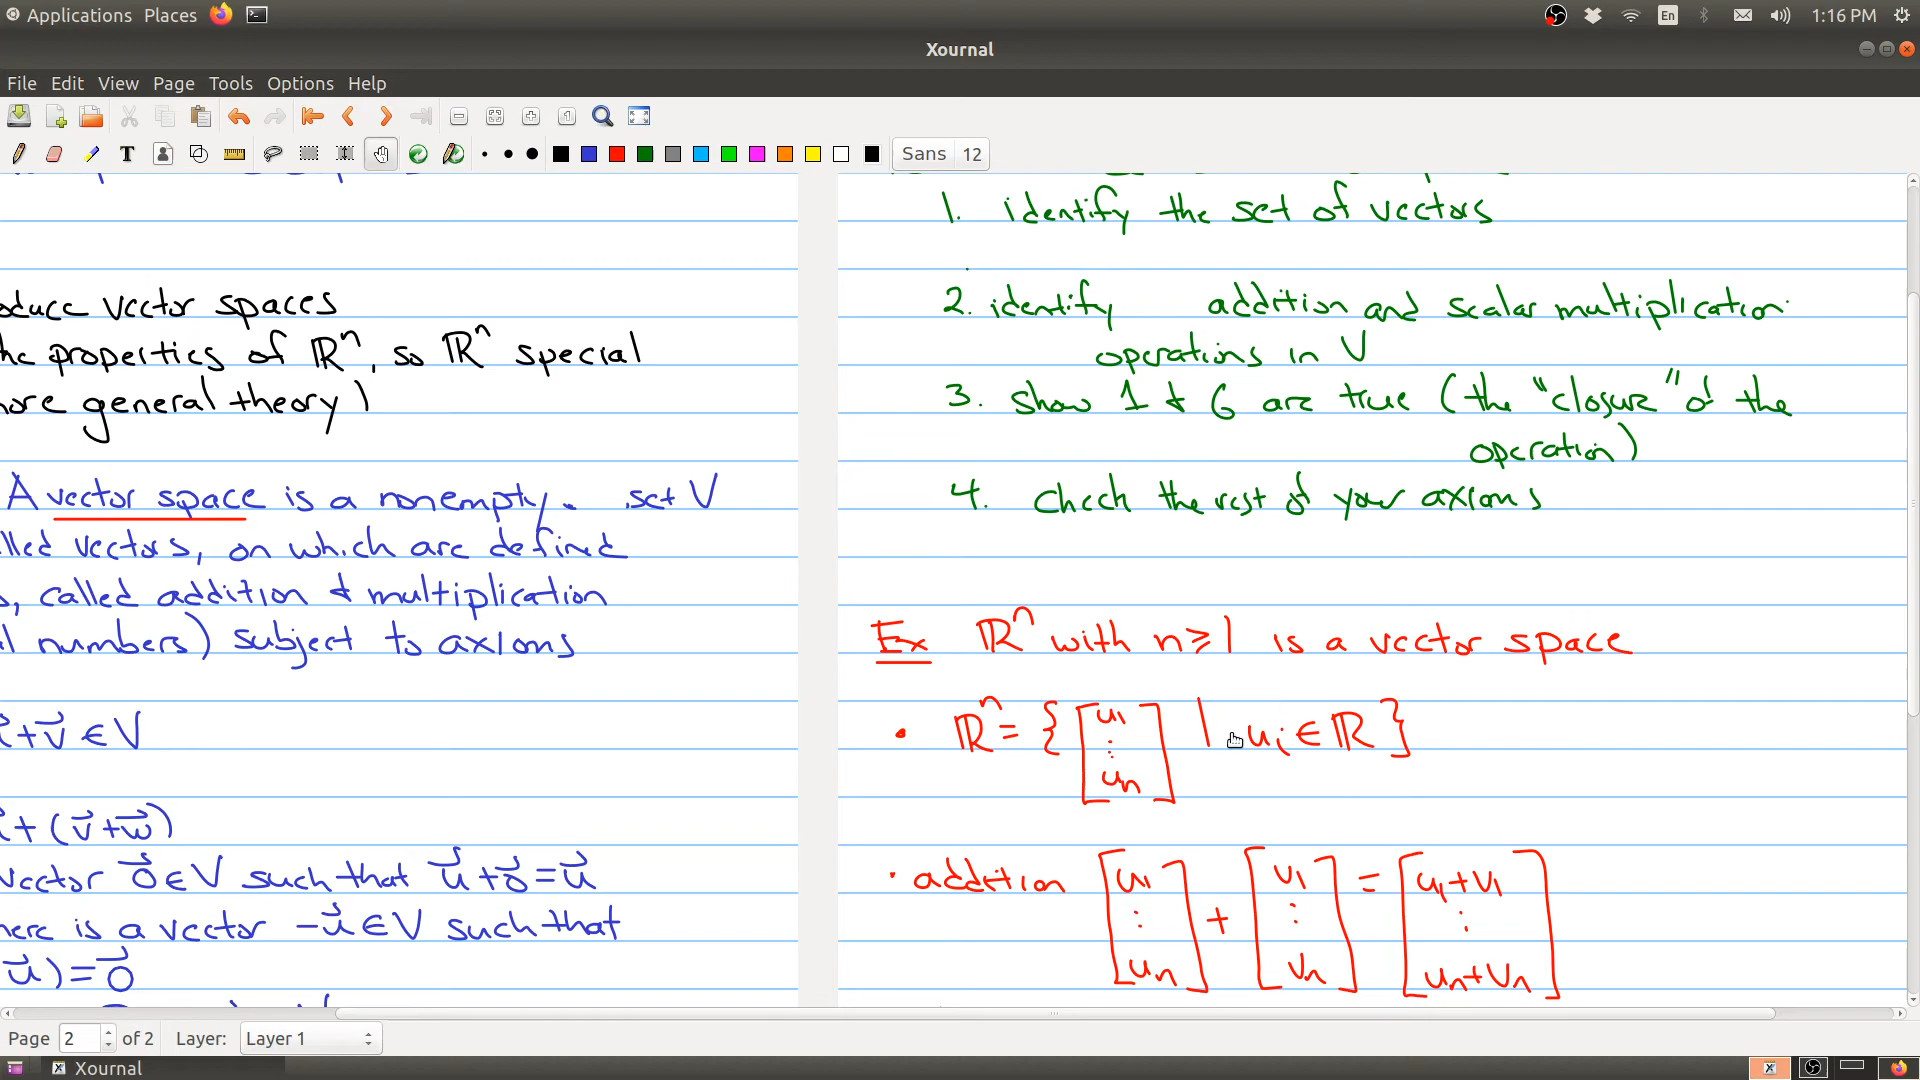 Applications Places En 1:16 PM
Xournal
File Edit View Page Tools Options Help
Sans 12
oduce vector spaces
he properties of ℝⁿ, so ℝⁿ special
more general theory)
A vector space is a nonempty set V
lled vectors, on which are defined
s, called addition & multiplication
l numbers) subject to axioms
+v⃗ ∈ V
+ (v⃗+w⃗)
vector 0⃗ ∈ V such that u⃗+0⃗=u⃗
here is a vector -u⃗ ∈ V such that
u⃗)=0⃗
1. identify the set of vectors
2. identify addition and scalar multiplication
operations in V
3. show 1 & 6 are true (the "closure" of the
operation)
4. Check the rest of your axioms
Ex ℝⁿ with n≥1 is a vector space
• ℝⁿ = { [u₁ ⋮ uₙ] | uᵢ ∈ ℝ }
• addition [u₁ ⋮ uₙ] + [v₁ ⋮ vₙ] = [u₁+v₁ ⋮ uₙ+vₙ]
Page 2 of 2 Layer: Layer 1
Xournal